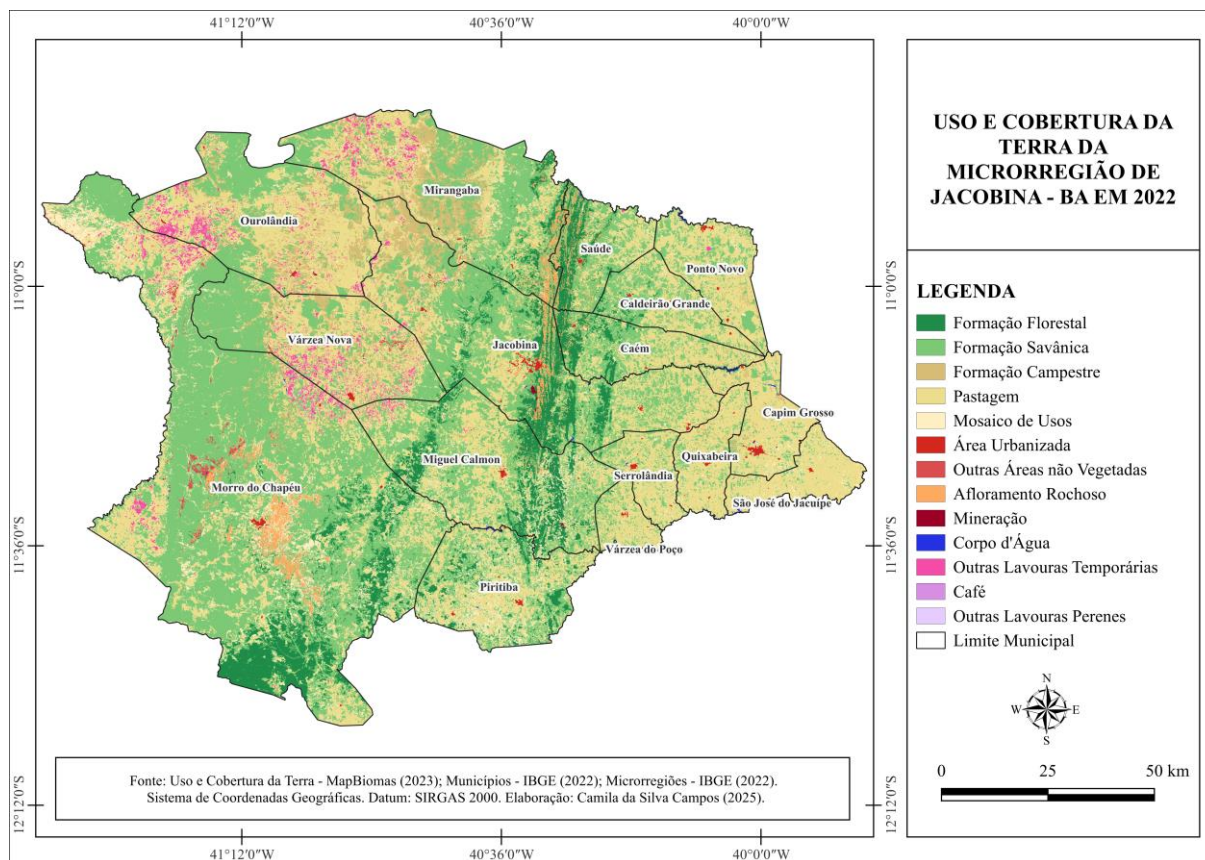 41°12'0"W
40°36'0"W
40°0'0"W
11°0'0"S
11°36'0"S
12°12'0"S
Mirangaba
Ourolândia
Saúde
Ponto Novo
Caldeirão Grande
Várzea Nova
Jacobina
Caém
Capim Grosso
Miguel Calmon
Quixabeira
Serrolândia
Morro do Chapéu
São José do Jacuípe
Várzea do Poço
Piritiba
Fonte: Uso e Cobertura da Terra - MapBiomas (2023); Municípios - IBGE (2022); Microrregiões - IBGE (2022).
Sistema de Coordenadas Geográficas. Datum: SIRGAS 2000. Elaboração: Camila da Silva Campos (2025).
11°0'0"S
11°36'0"S
12°12'0"S
41°12'0"W
40°36'0"W
40°0'0"W
USO E COBERTURA DA
TERRA DA
MICRORREGIÃO DE
JACOBINA - BA EM 2022
LEGENDA
Formação Florestal
Formação Savânica
Formação Campestre
Pastagem
Mosaico de Usos
Área Urbanizada
Outras Áreas não Vegetadas
Afloramento Rochoso
Mineração
Corpo d'Água
Outras Lavouras Temporárias
Café
Outras Lavouras Perenes
Limite Municipal
N
W E
S
0 25 50 km